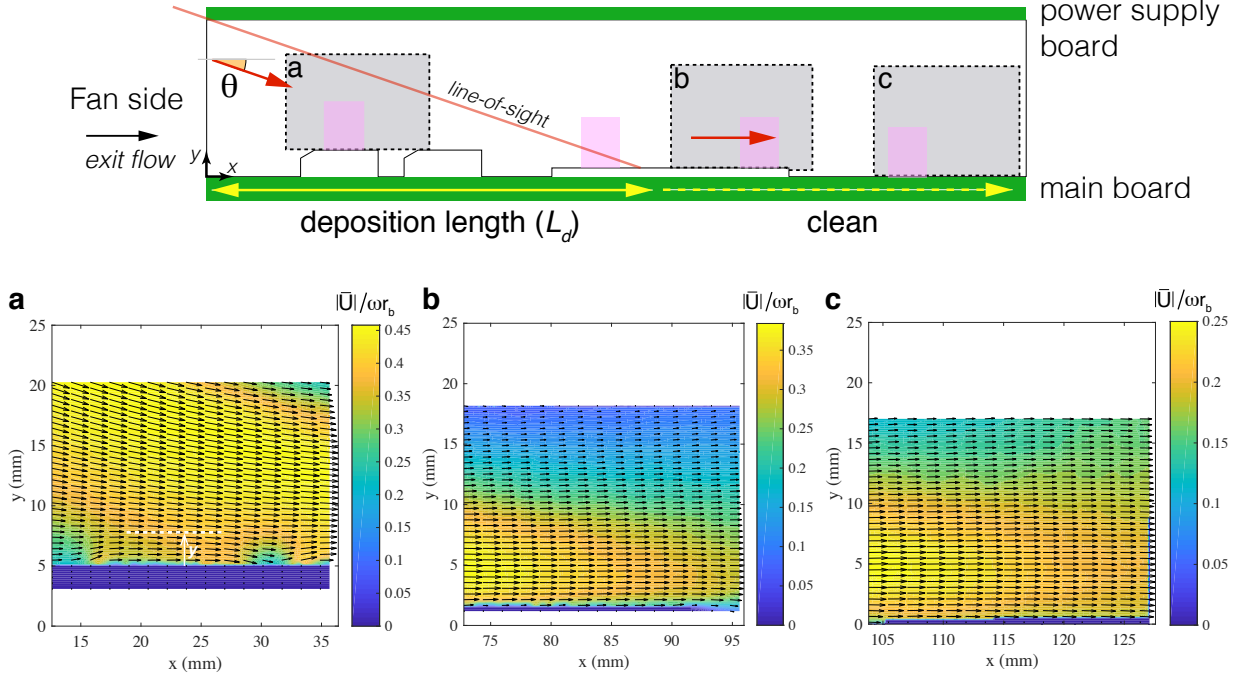 power supply
board
a
b
c
θ
line-of-sight
Fan side
exit flow
y
x
main board
deposition length (L_d)
clean
a
|Ū|/ωr_b
25
20
15
10
5
0
y (mm)
15 20 25 30 35
x (mm)
y
0.45
0.4
0.35
0.3
0.25
0.2
0.15
0.1
0.05
0
b
|Ū|/ωr_b
25
20
15
10
5
0
y (mm)
75 80 85 90 95
x (mm)
0.35
0.3
0.25
0.2
0.15
0.1
0.05
0
c
|Ū|/ωr_b
25
20
15
10
5
0
y (mm)
105 110 115 120 125
x (mm)
0.25
0.2
0.15
0.1
0.05
0